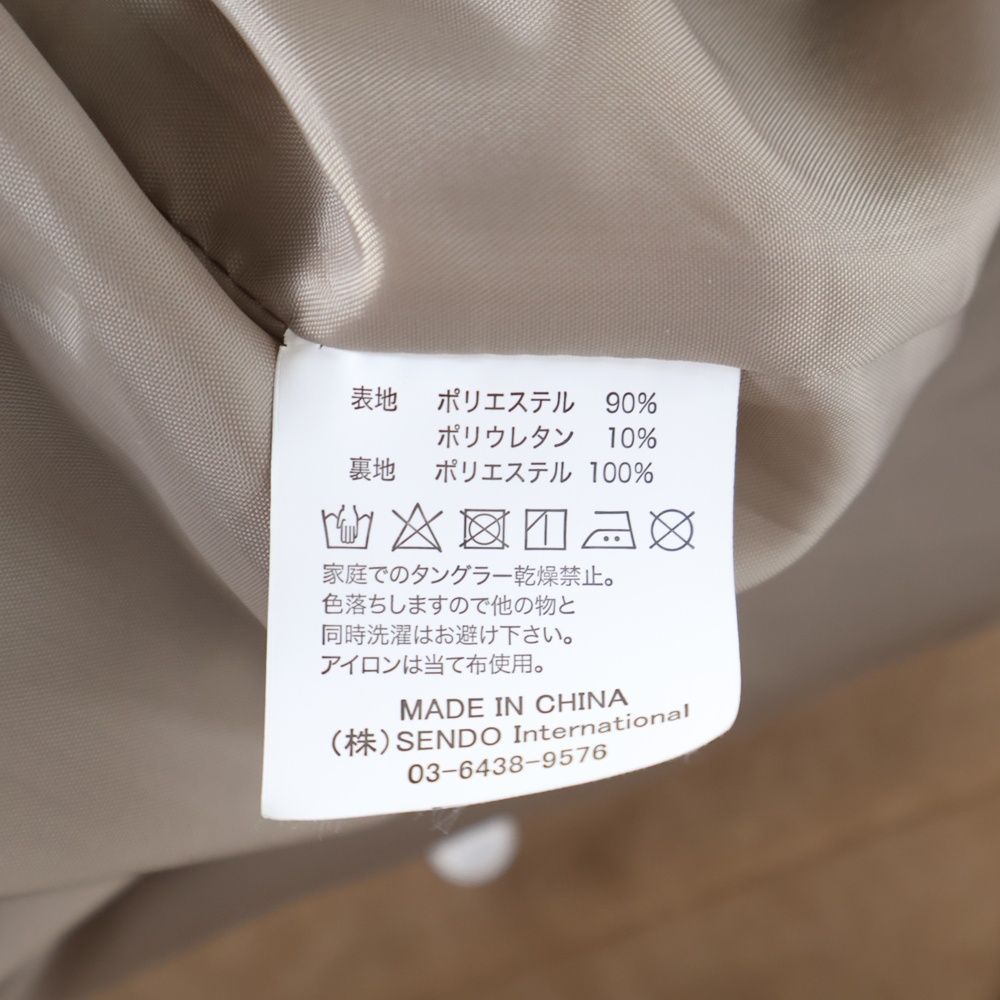 表地 ポリエステル 90%
ポリウレタン 10%
裏地 ポリエステル 100%
家庭でのタングラー乾燥禁止。
色落ちしますので他の物と
同時洗濯はお避け下さい。
アイロンは当て布使用。
MADE IN CHINA
(株)SENDO International
03-6438-9576